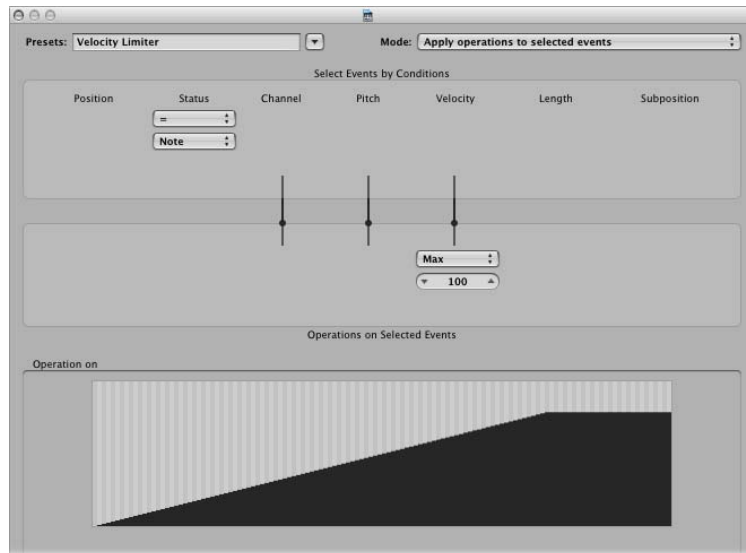 Presets: Velocity Limiter Mode: Apply operations to selected events
Select Events by Conditions
Position Status Channel Pitch Velocity Length Subposition
=
Note
Max
100
Operations on Selected Events
Operation on